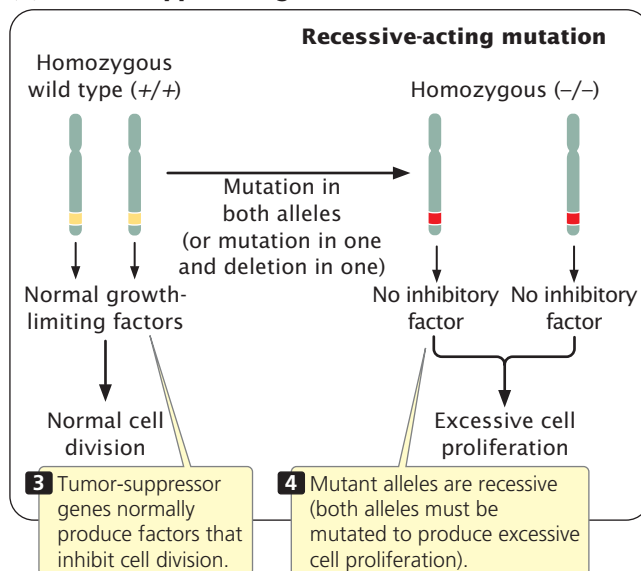 Recessive-acting mutation
Homozygous
wild type (+/+)
Homozygous (–/–)
Mutation in
both alleles
(or mutation in one
and deletion in one)
Normal growth-
limiting factors
No inhibitory
factor
No inhibitory
factor
Normal cell
division
Excessive cell
proliferation
3 Tumor-suppressor
genes normally
produce factors that
inhibit cell division.
4 Mutant alleles are recessive
(both alleles must be
mutated to produce excessive
cell proliferation).